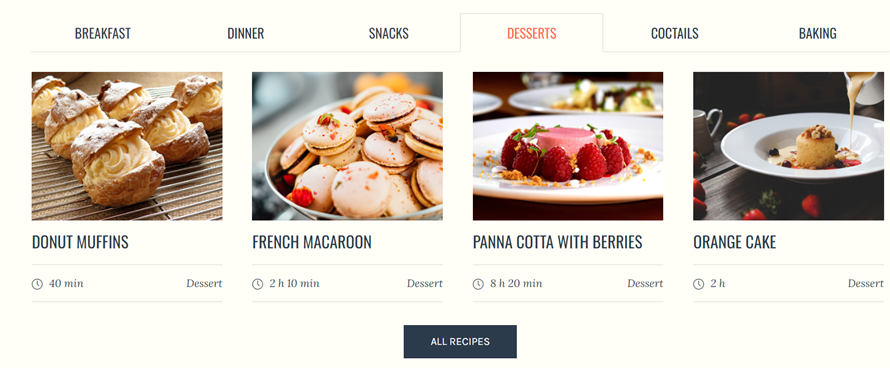 BREAKFAST DINNER SNACKS DESSERTS COCTAILS BAKING
DONUT MUFFINS FRENCH MACAROON PANNA COTTA WITH BERRIES ORANGE CAKE
40 min Dessert 2 h 10 min Dessert 8 h 20 min Dessert 2 h Dessert
ALL RECIPES